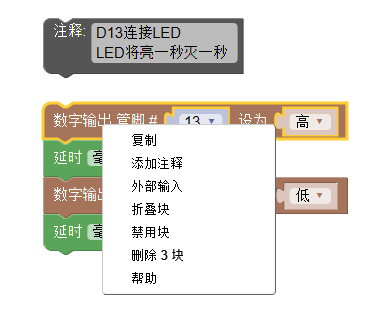 注释: D13连接LED
LED将亮一秒灭一秒
数字输出 管脚 # 13 设为 高
复制
延时 毫
添加注释
外部输入
数字输出 低
折叠块
禁用块
延时 毫
删除 3 块
帮助